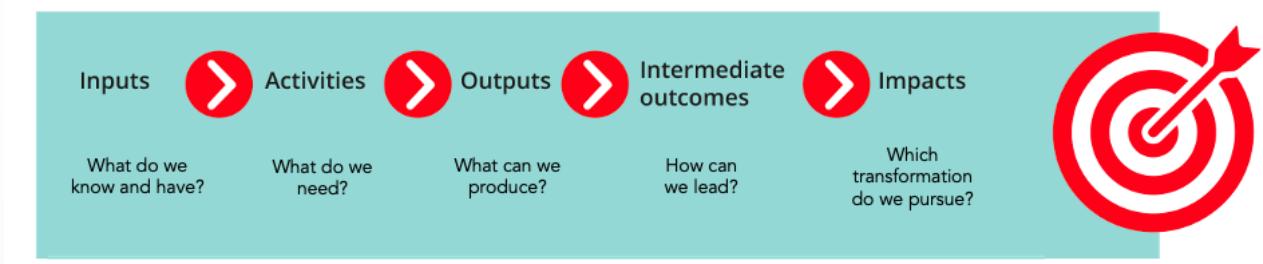 Inputs
Activities
Outputs
Intermediate
outcomes
Impacts
What do we
know and have?
What do we
need?
What can we
produce?
How can
we lead?
Which
transformation
do we pursue?